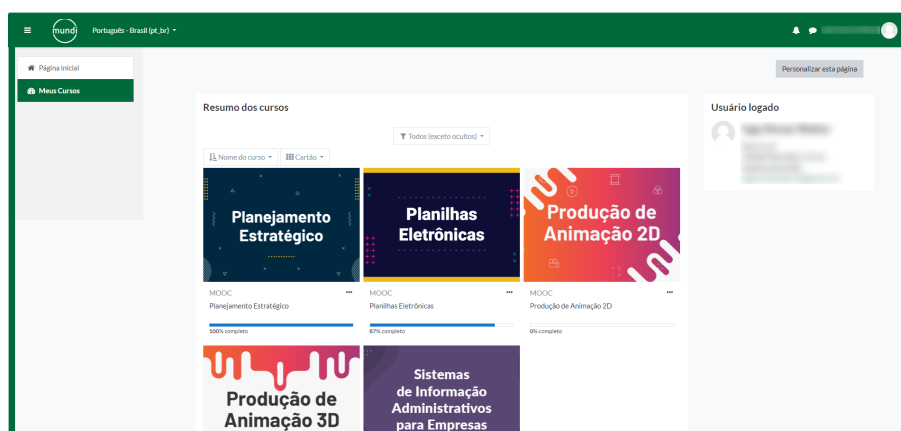 mundi
Português - Brasil (pt_br)
Página inicial
Meus Cursos
Personalizar esta página
Resumo dos cursos
Todos (exceto ocultos)
Nome do curso
Cartão
Planejamento
Estratégico
MOOC
Planejamento Estratégico
100% completo
Planilhas
Eletrônicas
MOOC
Planilhas Eletrônicas
87% completo
Produção de
Animação 2D
MOOC
Produção de Animação 2D
0% completo
Produção de
Animação 3D
Sistemas
de Informação
Administrativos
para Empresas
Usuário logado